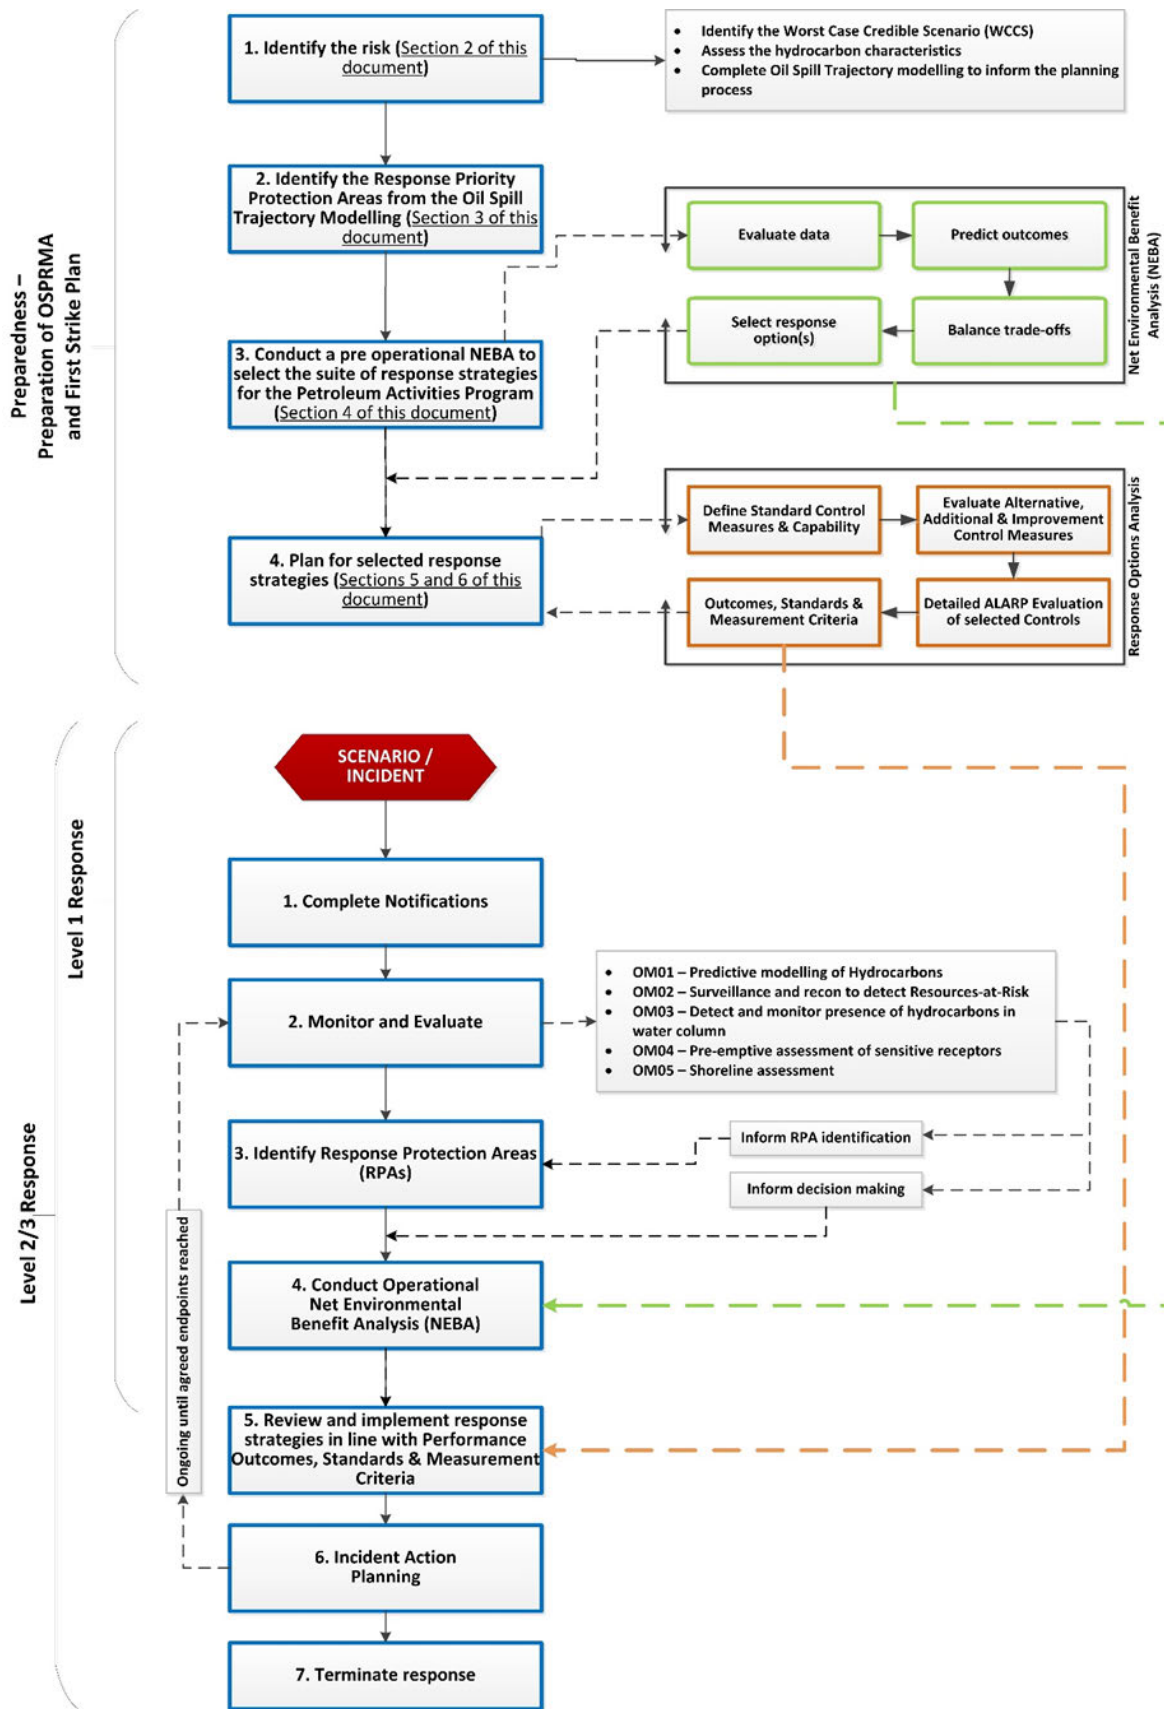 Preparedness –
Preparation of OSPRMA
and First Strike Plan
1. Identify the risk (Section 2 of this
document)
• Identify the Worst Case Credible Scenario (WCCS)
• Assess the hydrocarbon characteristics
• Complete Oil Spill Trajectory modelling to inform the planning
process
2. Identify the Response Priority
Protection Areas from the Oil Spill
Trajectory Modelling (Section 3 of this
document)
Evaluate data
Predict outcomes
Select response
option(s)
Balance trade-offs
Net Environmental Benefit
Analysis (NEBA)
3. Conduct a pre operational NEBA to
select the suite of response strategies
for the Petroleum Activities Program
(Section 4 of this document)
Define Standard Control
Measures & Capability
Evaluate Alternative,
Additional & Improvement
Control Measures
Outcomes, Standards &
Measurement Criteria
Detailed ALARP Evaluation
of selected Controls
Response Options Analysis
4. Plan for selected response
strategies (Sections 5 and 6 of this
document)
Level 1 Response
Level 2/3 Response
SCENARIO /
INCIDENT
1. Complete Notifications
2. Monitor and Evaluate
• OM01 – Predictive modelling of Hydrocarbons
• OM02 – Surveillance and recon to detect Resources-at-Risk
• OM03 – Detect and monitor presence of hydrocarbons in
water column
• OM04 – Pre-emptive assessment of sensitive receptors
• OM05 – Shoreline assessment
3. Identify Response Protection Areas
(RPAs)
Inform RPA identification
Inform decision making
4. Conduct Operational
Net Environmental
Benefit Analysis (NEBA)
Ongoing until agreed endpoints reached
5. Review and implement response
strategies in line with Performance
Outcomes, Standards & Measurement
Criteria
6. Incident Action
Planning
7. Terminate response